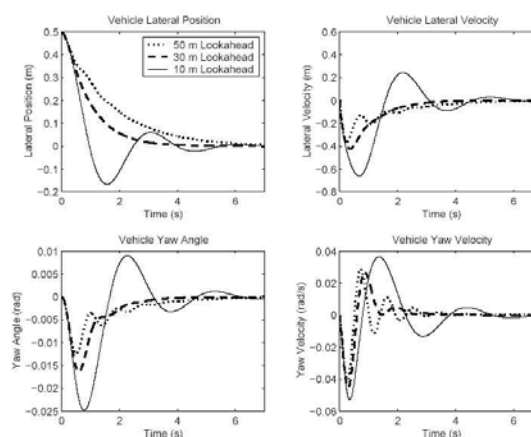 Vehicle Lateral Position
0.5
0.4
0.3
0.2
0.1
0
−0.1
0.2
Lateral Position (m)
0 2 4 6
Time (s)
50 m Lookahead
30 m Lookahead
10 m Lookahead
Vehicle Lateral Velocity
0.4
0.2
0
−0.2
−0.4
−0.6
0.8
Lateral Velocity (m)
0 2 4 6
Time (s)
Vehicle Yaw Angle
0.01
0.005
0
−0.005
−0.01
−0.015
−0.02
0.025
Yaw Angle (rad)
0 2 4 6
Time (s)
Vehicle Yaw Velocity
0.04
0.02
0
−0.02
−0.04
0.06
Yaw Velocity (rad/s)
0 2 4 6
Time (s)